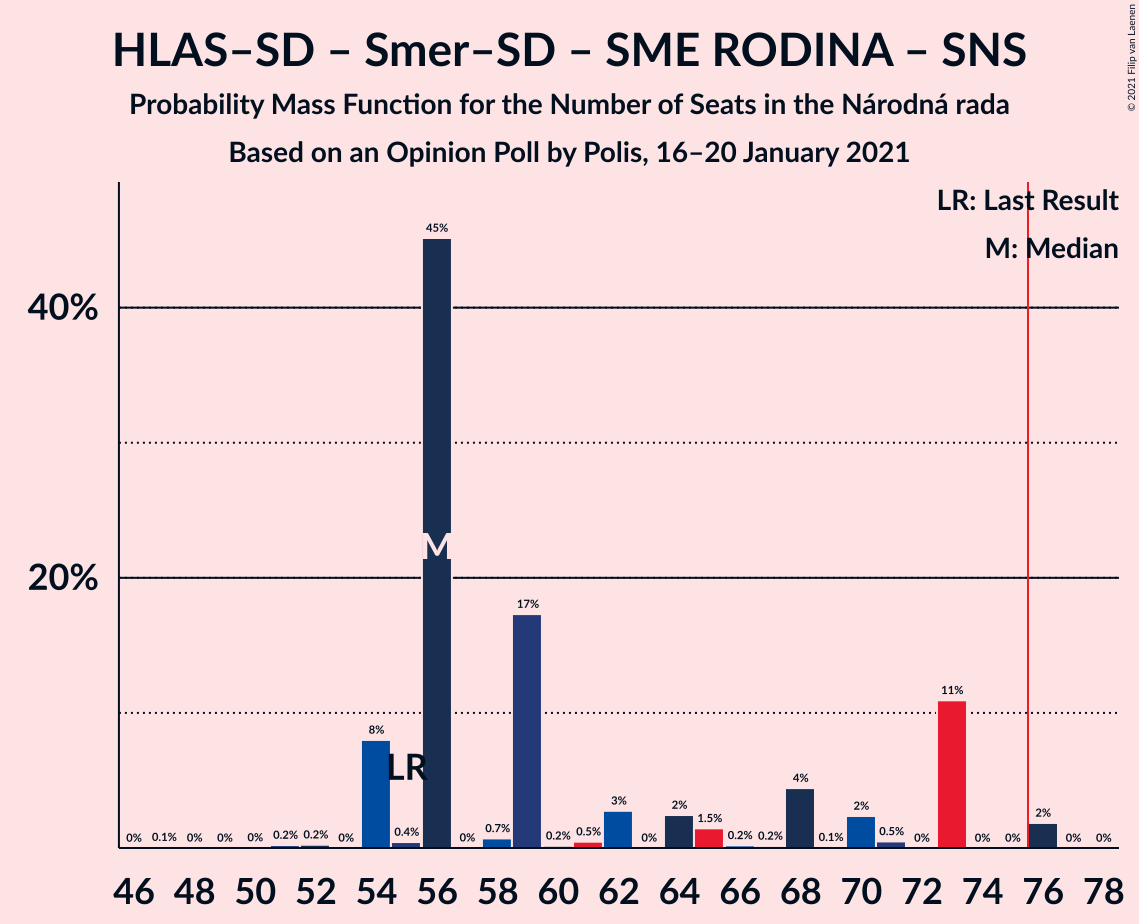 HLAS–SD – Smer–SD – SME RODINA – SNS
Probability Mass Function for the Number of Seats in the Národná rada
Based on an Opinion Poll by Polis, 16–20 January 2021
© 2021 Filip van Laenen
LR: Last Result
M: Median
40%
20%
0% 0.1% 0% 0% 0% 0.2% 0.2% 0% 8% 0.4% 45% 0% 0.7% 17% 0.2% 0.5% 3% 0% 2% 1.5% 0.2% 0.2% 4% 0.1% 2% 0.5% 0% 11% 0% 0% 2% 0% 0%
M
LR
46 48 50 52 54 56 58 60 62 64 66 68 70 72 74 76 78